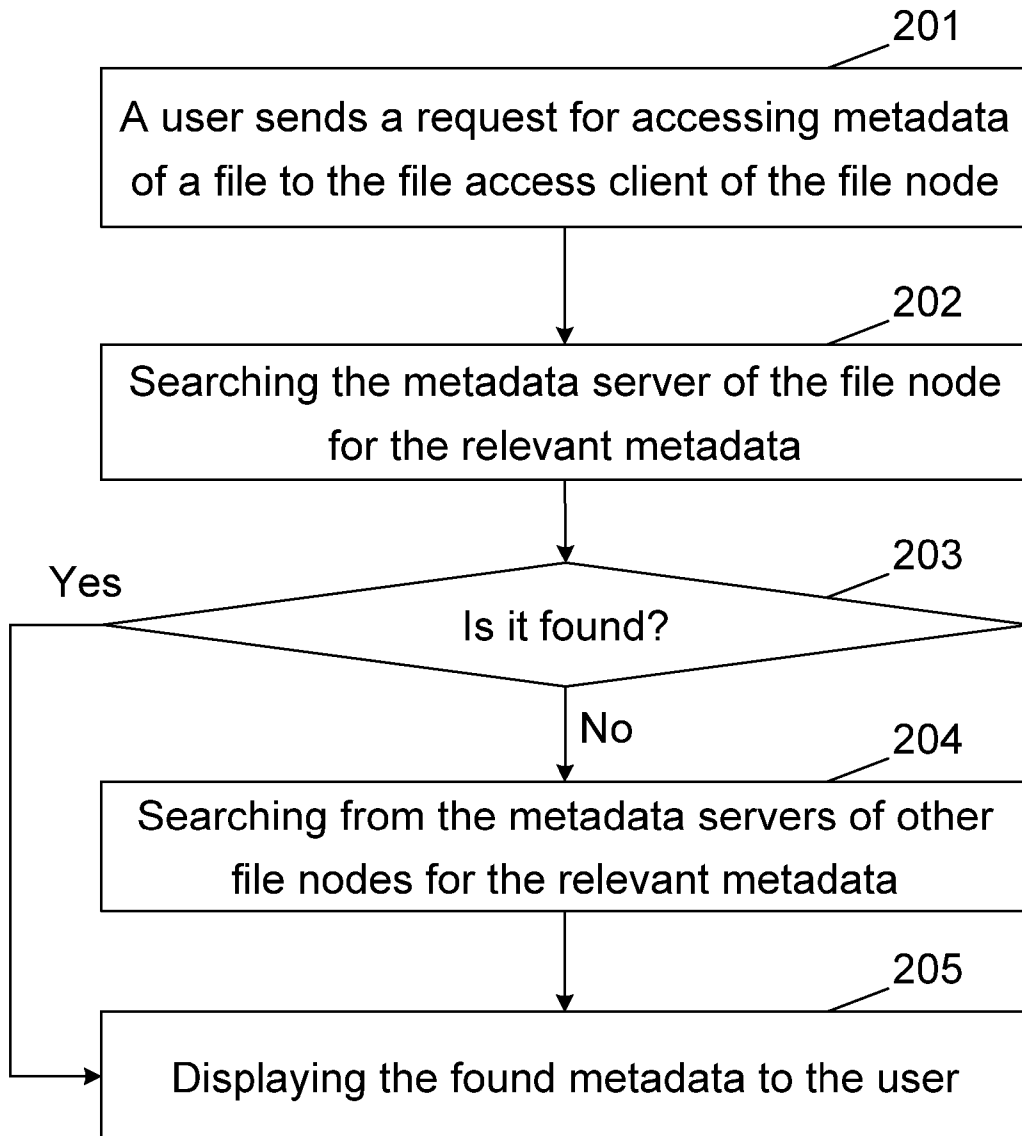 201
A user sends a request for accessing metadata
of a file to the file access client of the file node
202
Searching the metadata server of the file node
for the relevant metadata
203
Yes
Is it found?
No
204
Searching from the metadata servers of other
file nodes for the relevant metadata
205
Displaying the found metadata to the user